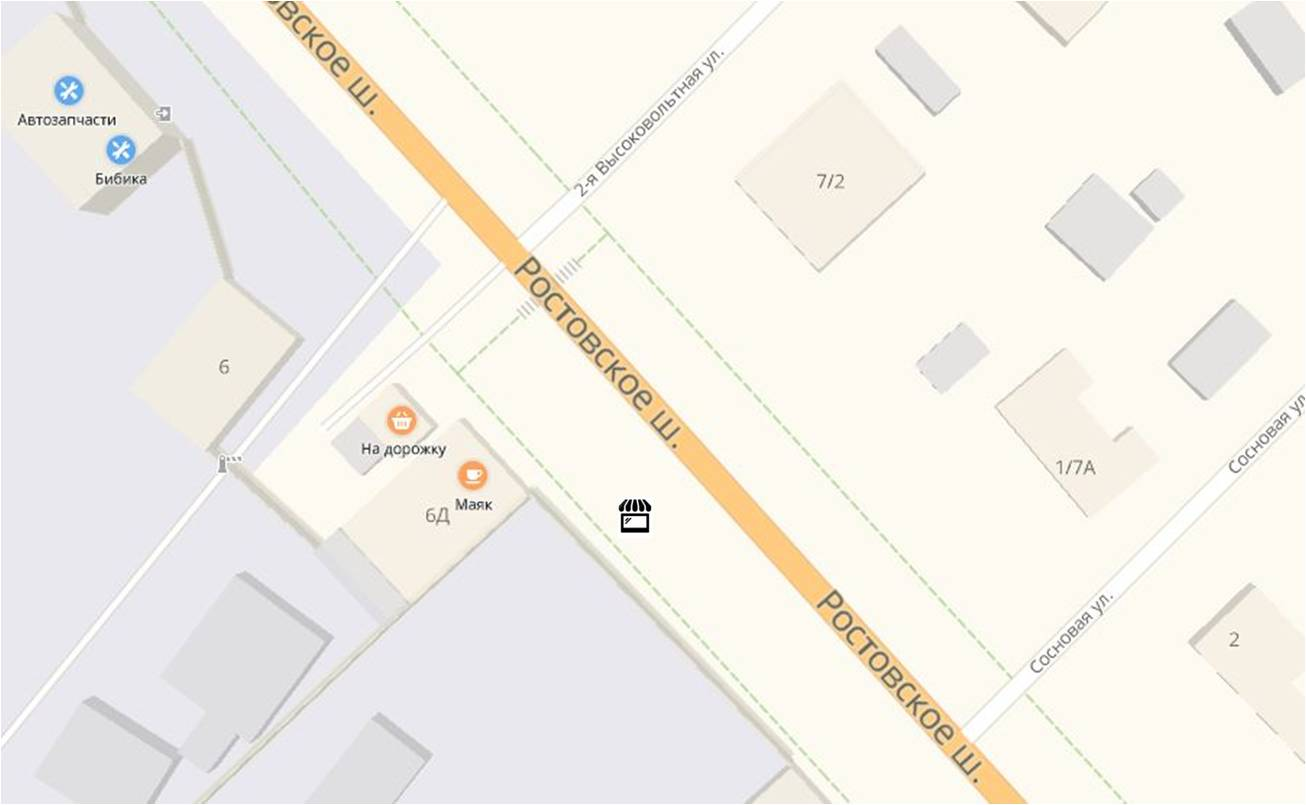 ОВСКОЕ Ш.
2-я Высоковольтная ул.
Автозапчасти
Бибика
7/2
РОСТОВСКОЕ Ш.
6
На дорожку
Маяк
6Д
1/7А
Сосновая ул.
Сосновая ул.
РОСТОВСКОЕ Ш.
2